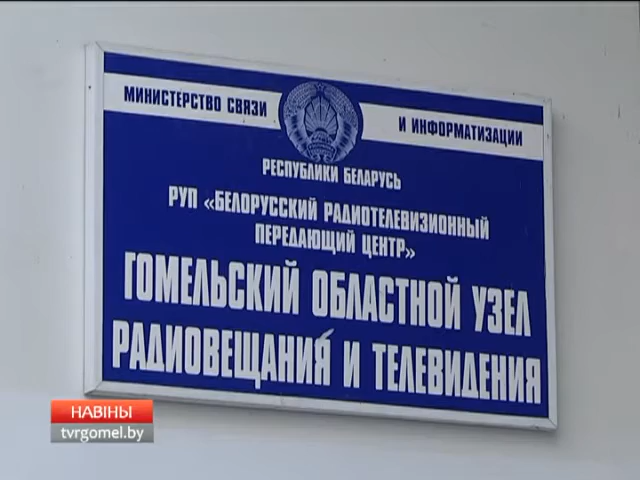 МИНИСТЕРСТВО СВЯЗИ И ИНФОРМАТИЗАЦИИ
РЕСПУБЛИКИ БЕЛАРУСЬ
РУП «БЕЛОРУССКИЙ РАДИОТЕЛЕВИЗИОННЫЙ
ПЕРЕДАЮЩИЙ ЦЕНТР»
ГОМЕЛЬСКИЙ ОБЛАСТНОЙ УЗЕЛ
РАДИОВЕЩАНИЯ И ТЕЛЕВИДЕНИЯ
НАВІНЫ
tvrgomel.by